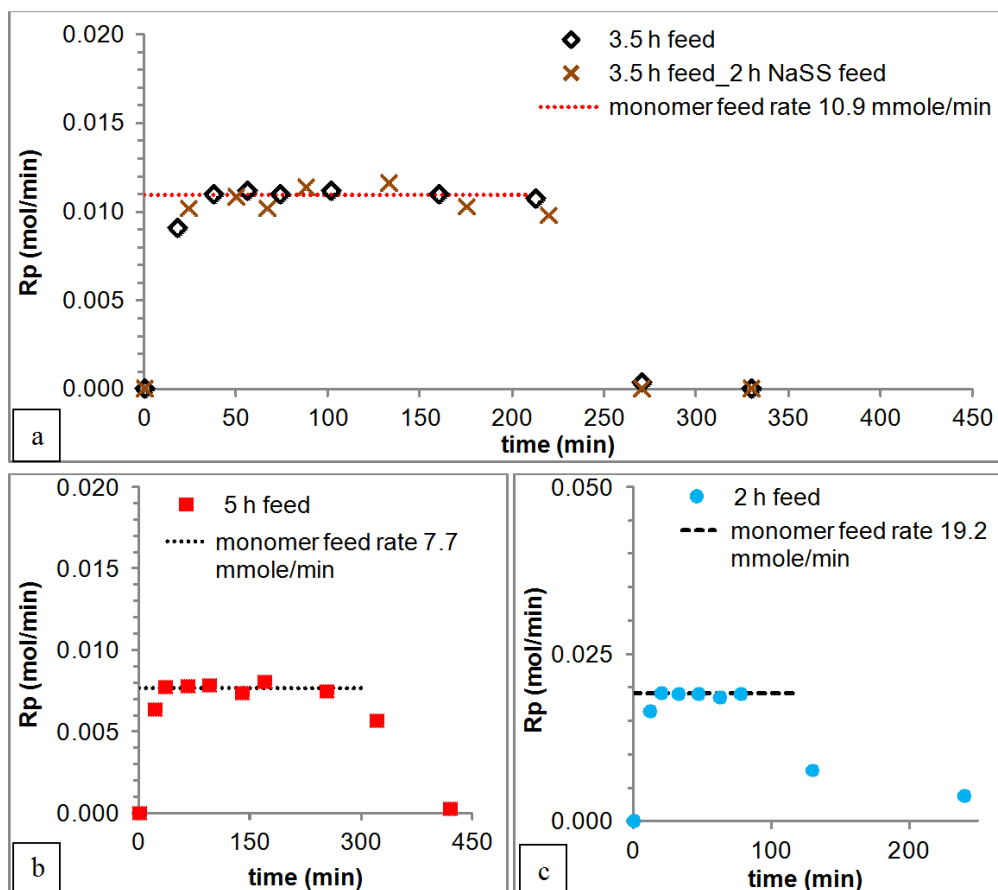 0.020
0.015
0.010
0.005
0.000
Rp (mol/min)
3.5 h feed
3.5 h feed_2 h NaSS feed
monomer feed rate 10.9 mmole/min
0 50 100 150 200 250 300 350 400 450
time (min)
a
0.020
0.015
0.010
0.005
0.000
Rp (mol/min)
5 h feed
monomer feed rate 7.7
mmole/min
0 150 300 450
time (min)
b
0.050
0.025
0.000
Rp (mol/min)
2 h feed
monomer feed rate 19.2
mmole/min
0 100 200
time (min)
c